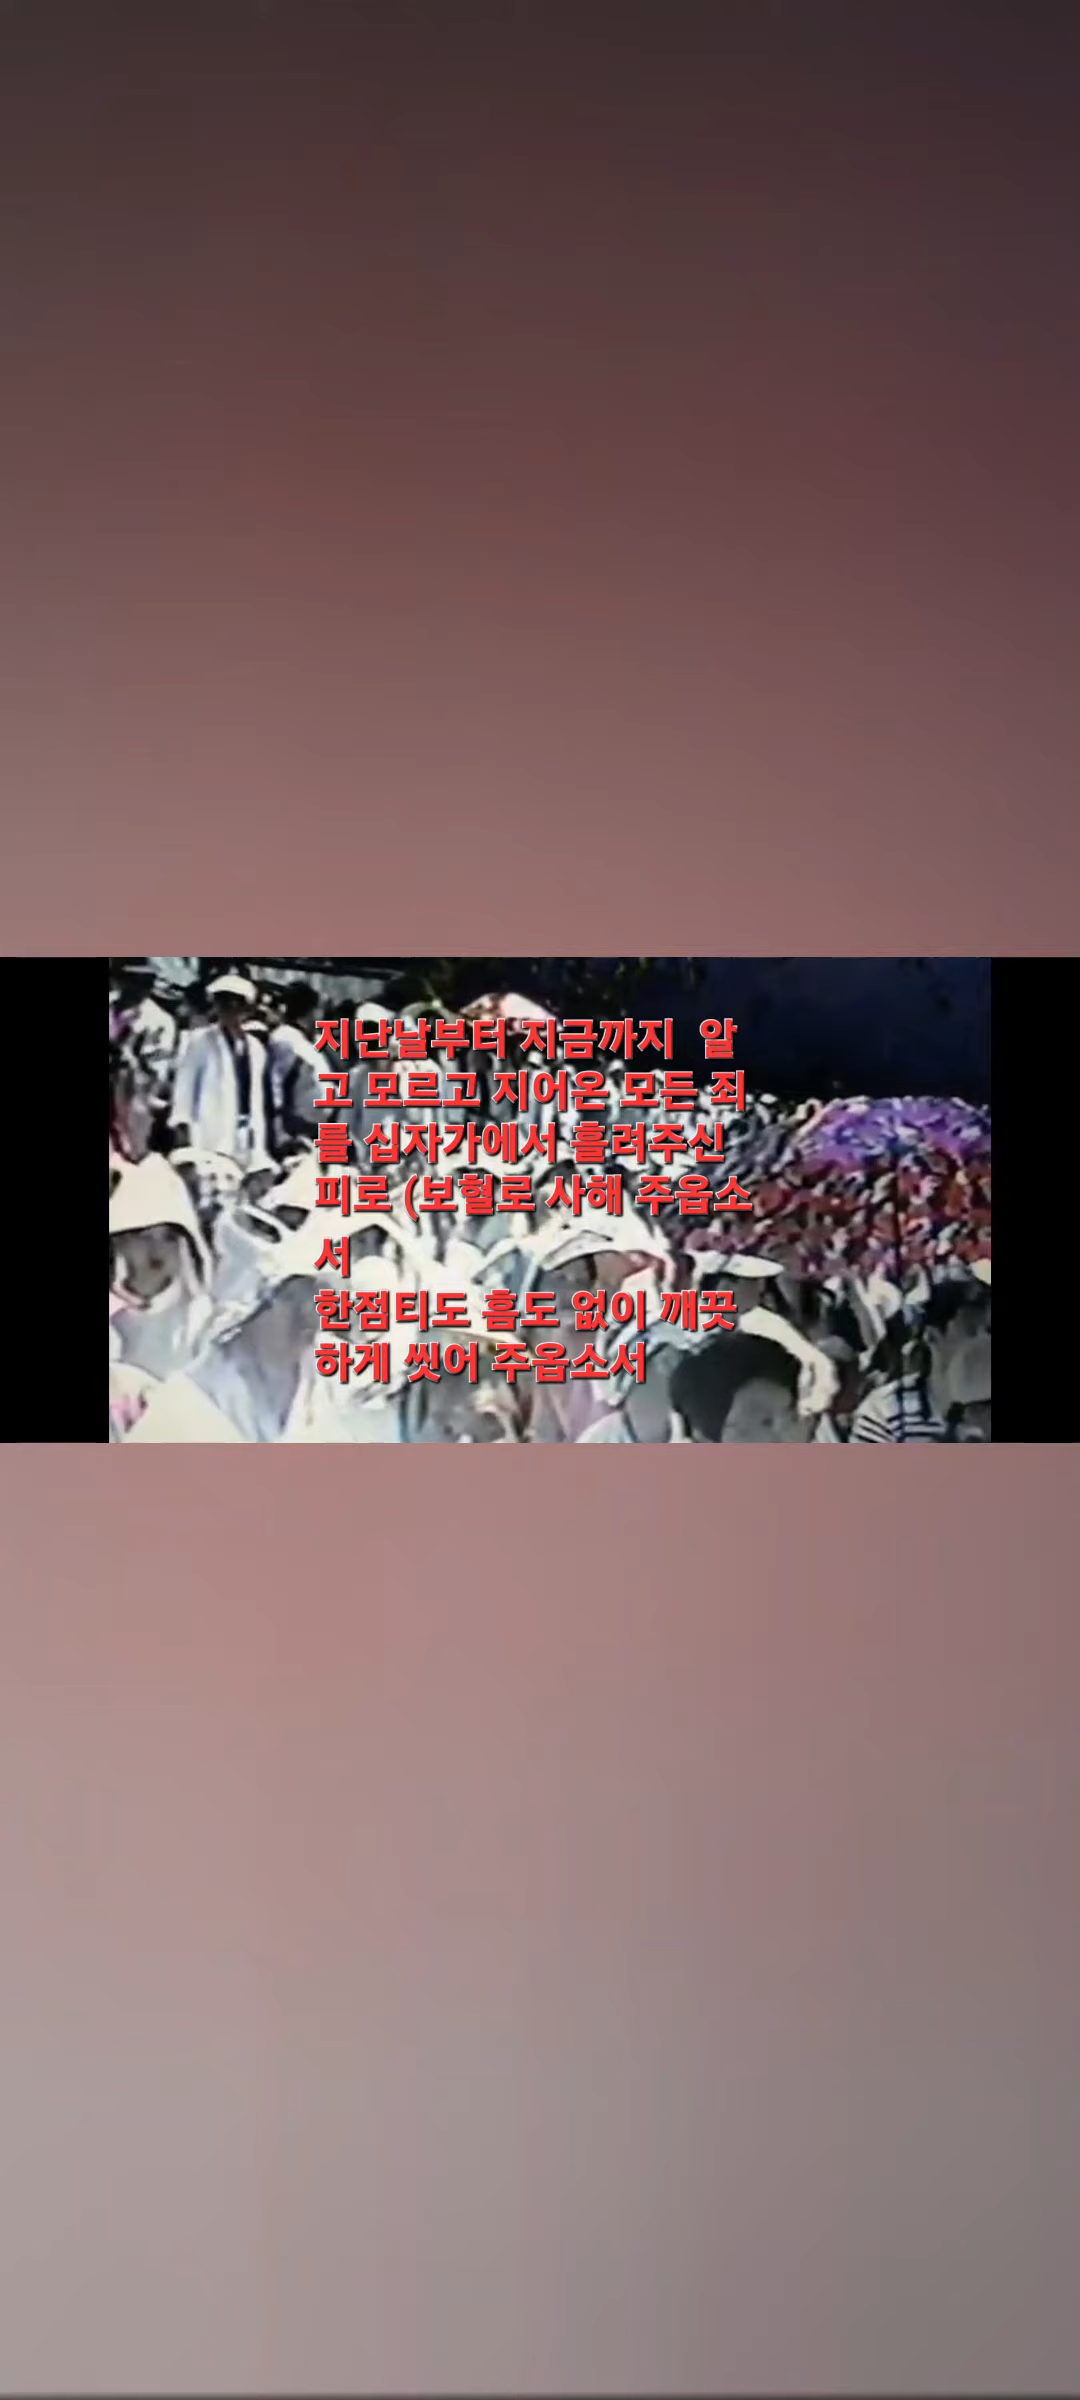 지난날부터 지금까지  알
고 모르고 지어온 모든 죄
를 십자가에서 흘려주신
피로 (보혈로 사해 주옵소
서
한점티도 흠도 없이 깨끗
하게 씻어 주옵소서